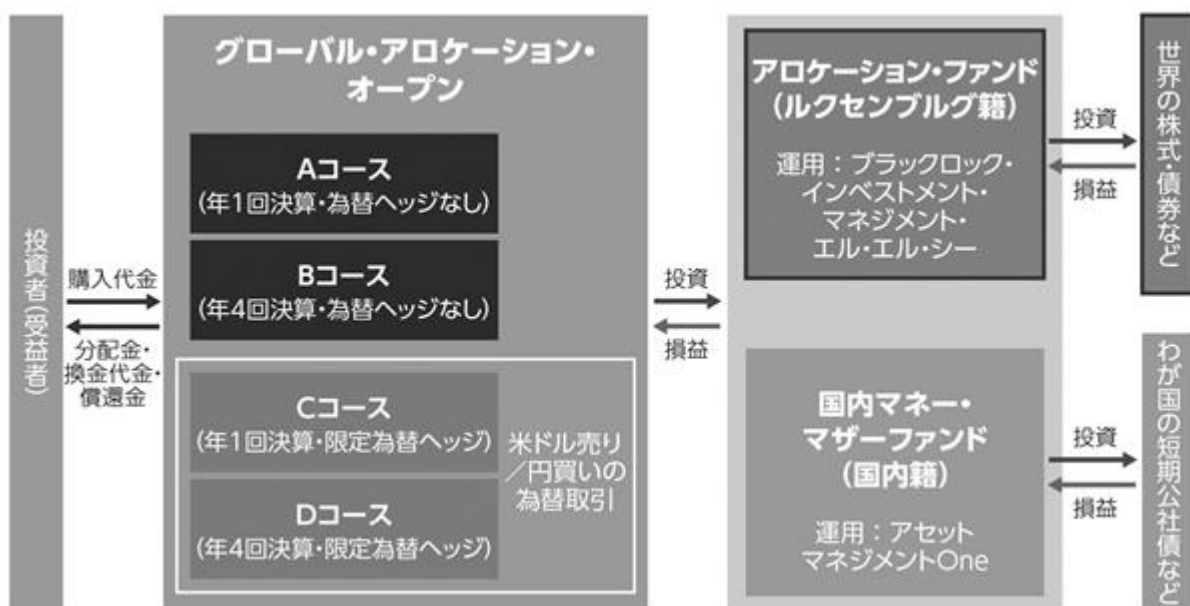 投資者(受益者)
購入代金
分配金・
換金代金・
償還金
グローバル・アロケーション・
オープン
Aコース
(年1回決算・為替ヘッジなし)
Bコース
(年4回決算・為替ヘッジなし)
Cコース
(年1回決算・限定為替ヘッジ)
Dコース
(年4回決算・限定為替ヘッジ)
米ドル売り
/円買いの
為替取引
投資
損益
アロケーション・ファンド
(ルクセンブルグ籍)
運用:ブラックロック・
インベストメント・
マネジメント・
エル・エル・シー
投資
損益
世界の株式・債券など
国内マネー・
マザーファンド
(国内籍)
運用:アセット
マネジメントOne
投資
損益
わが国の短期公社債など